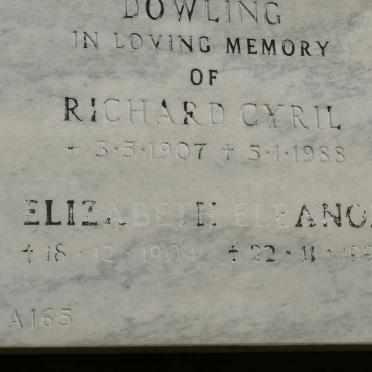 DOWLING
IN LOVING MEMORY
OF
RICHARD CYRIL
+ 3·5·1907 + 5·1·1988
ELIZABETH ELEANO
+ 18 · 12 · 1904 + 22 · 11 ·
A165